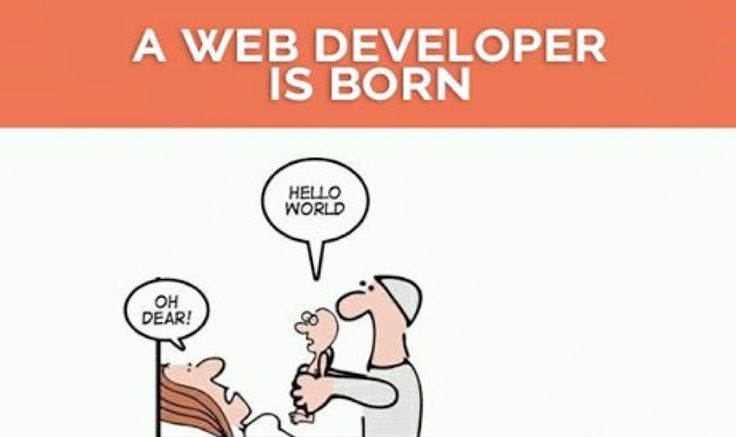 A WEB DEVELOPER
IS BORN
HELLO
WORLD
OH
DEAR!